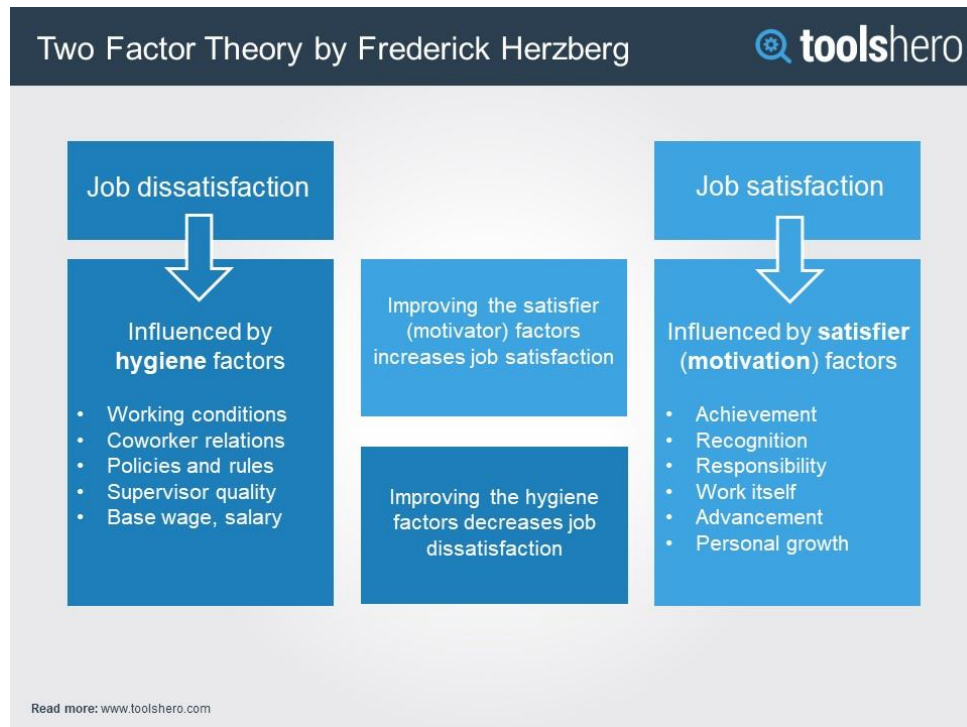 Two Factor Theory by Frederick Herzberg
toolshero
Job dissatisfaction
Influenced by
hygiene factors
• Working conditions
• Coworker relations
• Policies and rules
• Supervisor quality
• Base wage, salary
Improving the satisfier
(motivator) factors
increases job satisfaction
Improving the hygiene
factors decreases job
dissatisfaction
Job satisfaction
Influenced by satisfier
(motivation) factors
• Achievement
• Recognition
• Responsibility
• Work itself
• Advancement
• Personal growth
Read more: www.toolshero.com